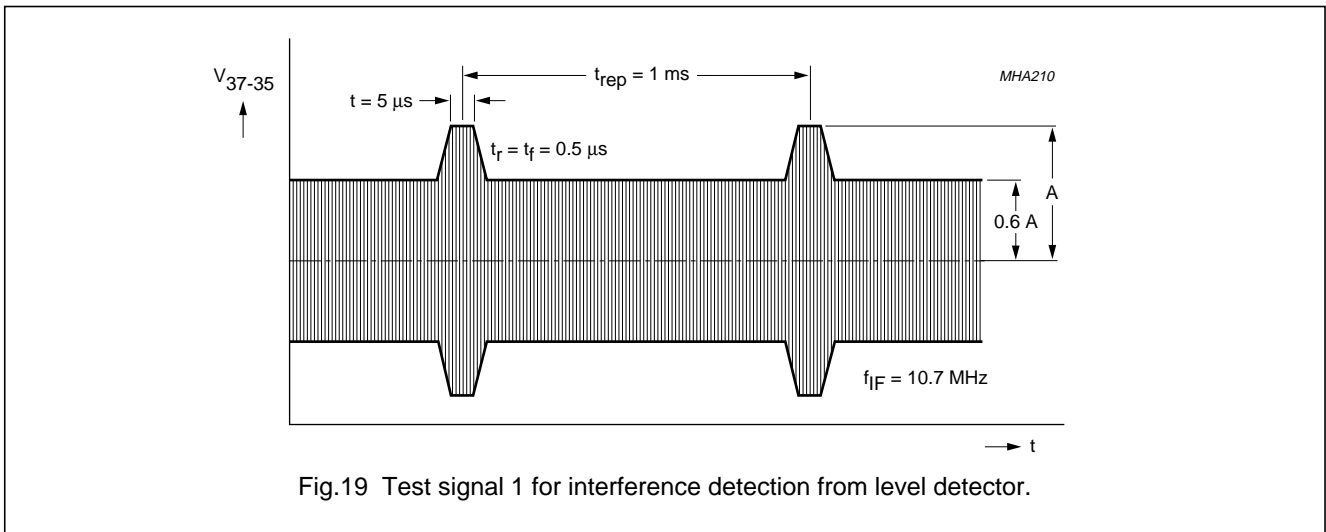 V37-35
trep = 1 ms
MHA210
t = 5 µs
tr = tf = 0.5 µs
A
0.6 A
fIF = 10.7 MHz
t
Fig.19 Test signal 1 for interference detection from level detector.